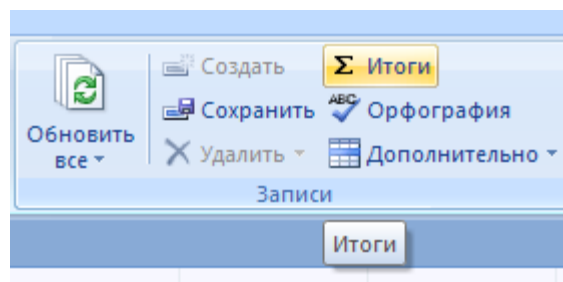 Обновить
все
Создать
Сохранить
Удалить
Σ Итоги
ABC Орфография
Дополнительно
Записи
Итоги